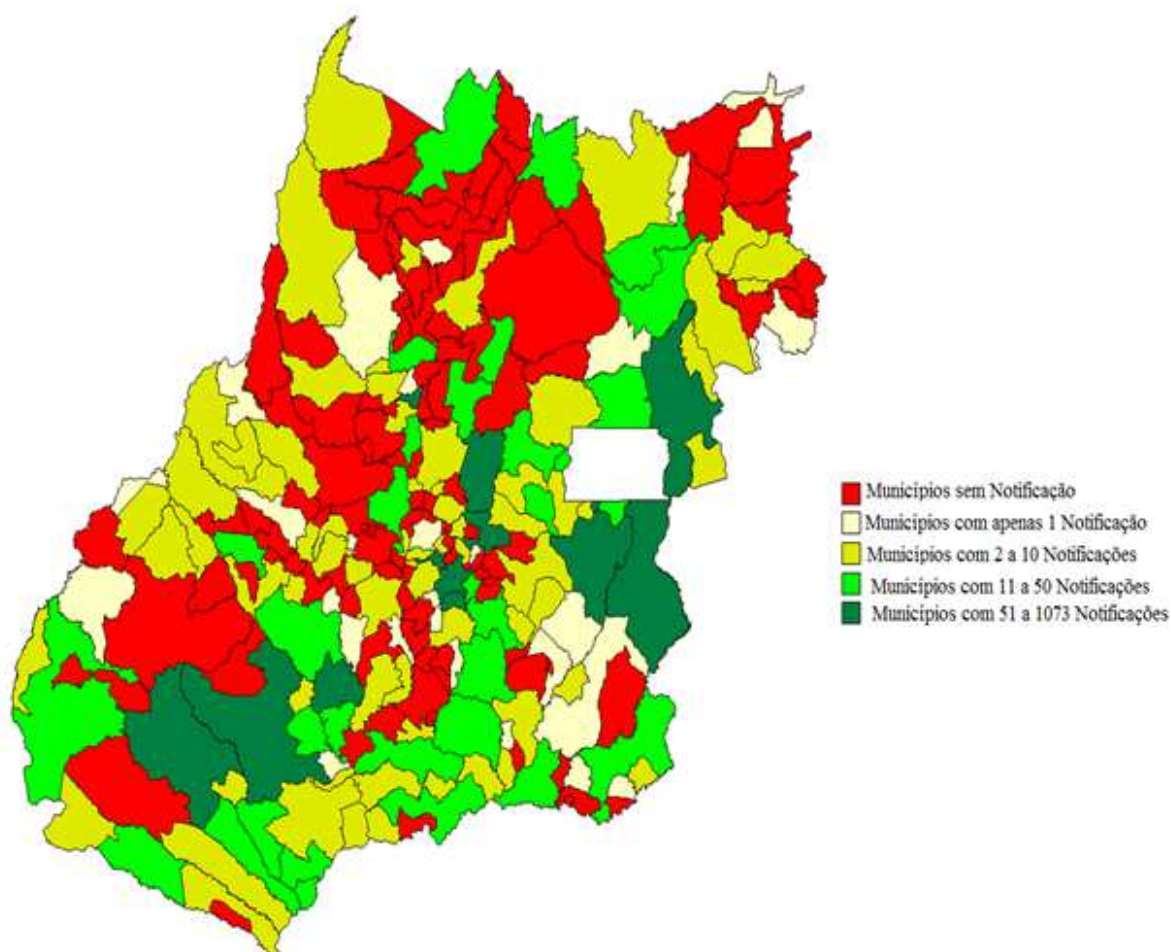 Municípios sem Notificação
Municípios com apenas 1 Notificação
Municípios com 2 a 10 Notificações
Municípios com 11 a 50 Notificações
Municípios com 51 a 1073 Notificações